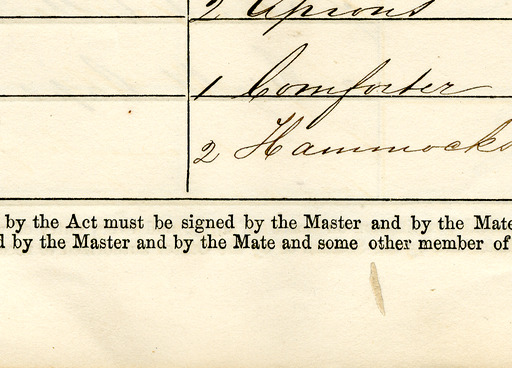 2 Aprons
1 Comforter
2 Hammocks
by the Act must be signed by the Master and by the Mate
d by the Master and by the Mate and some other member of